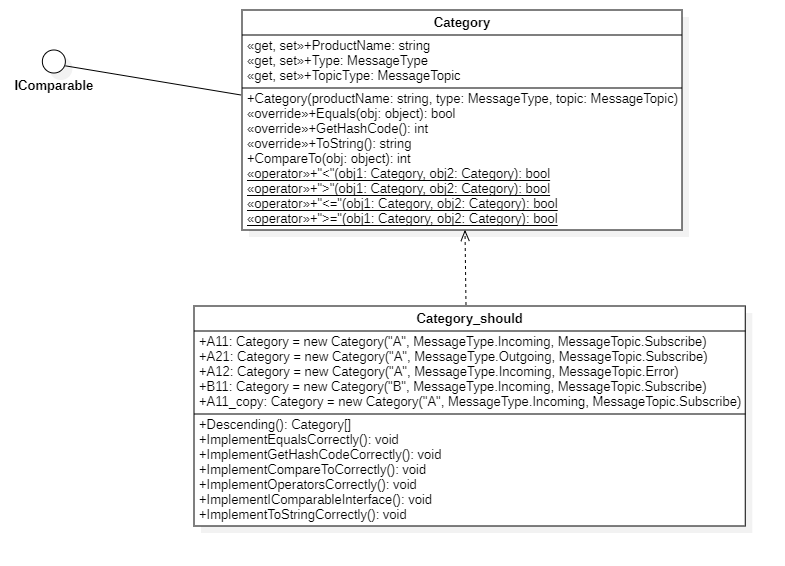 Category
«get, set»+ProductName: string
«get, set»+Type: MessageType
«get, set»+TopicType: MessageTopic
IComparable
+Category(productName: string, type: MessageType, topic: MessageTopic)
«override»+Equals(obj: object): bool
«override»+GetHashCode(): int
«override»+ToString(): string
+CompareTo(obj: object): int
«operator»+"<"(obj1: Category, obj2: Category): bool
«operator»+">"(obj1: Category, obj2: Category): bool
«operator»+"<="(obj1: Category, obj2: Category): bool
«operator»+">="(obj1: Category, obj2: Category): bool
Category_should
+A11: Category = new Category("A", MessageType.Incoming, MessageTopic.Subscribe)
+A21: Category = new Category("A", MessageType.Outgoing, MessageTopic.Subscribe)
+A12: Category = new Category("A", MessageType.Incoming, MessageTopic.Error)
+B11: Category = new Category("B", MessageType.Incoming, MessageTopic.Subscribe)
+A11_copy: Category = new Category("A", MessageType.Incoming, MessageTopic.Subscribe)
+Descending(): Category[]
+ImplementEqualsCorrectly(): void
+ImplementGetHashCodeCorrectly(): void
+ImplementCompareToCorrectly(): void
+ImplementOperatorsCorrectly(): void
+ImplementIComparableInterface(): void
+ImplementToStringCorrectly(): void